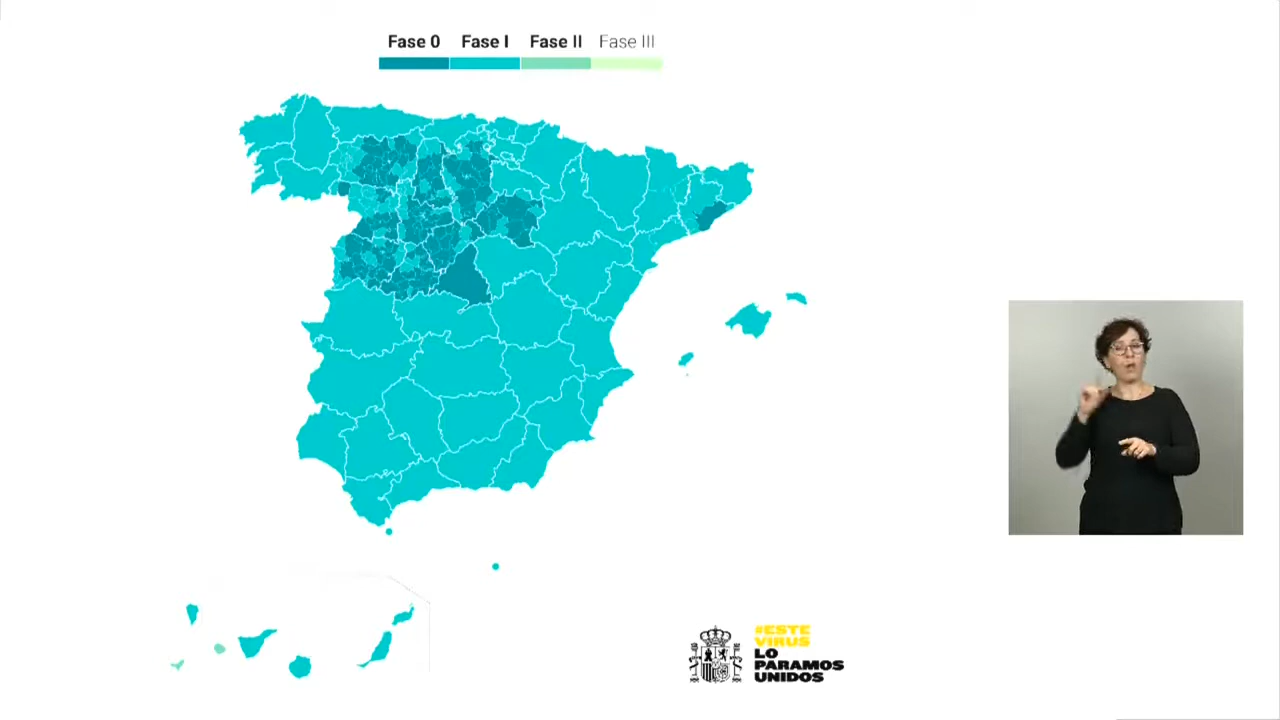 Fase 0 Fase I Fase II Fase III
#ESTE
VIRUS
LO
PARAMOS
UNIDOS